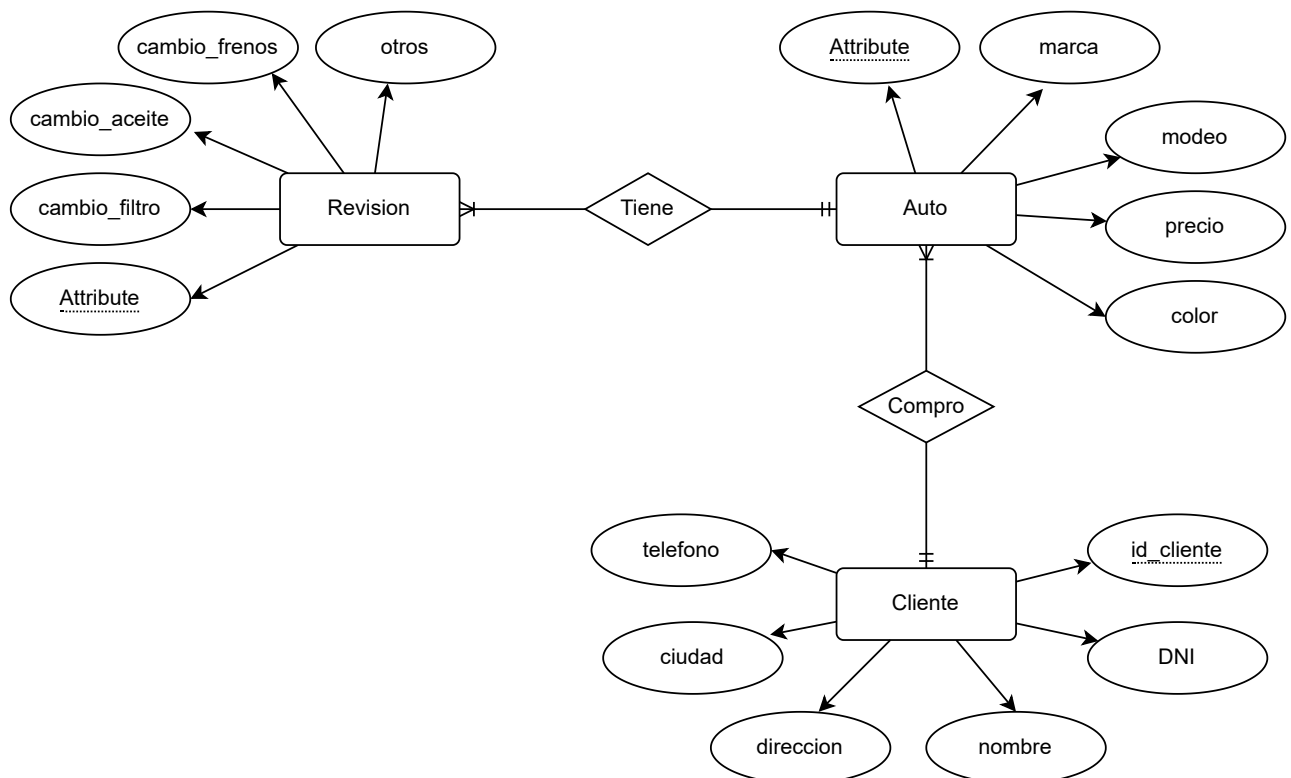 cambio_frenos
otros
Attribute
marca
cambio_aceite
modeo
cambio_filtro
Revision
Tiene
Auto
precio
Attribute
color
Compro
telefono
id_cliente
Cliente
ciudad
DNI
direccion
nombre